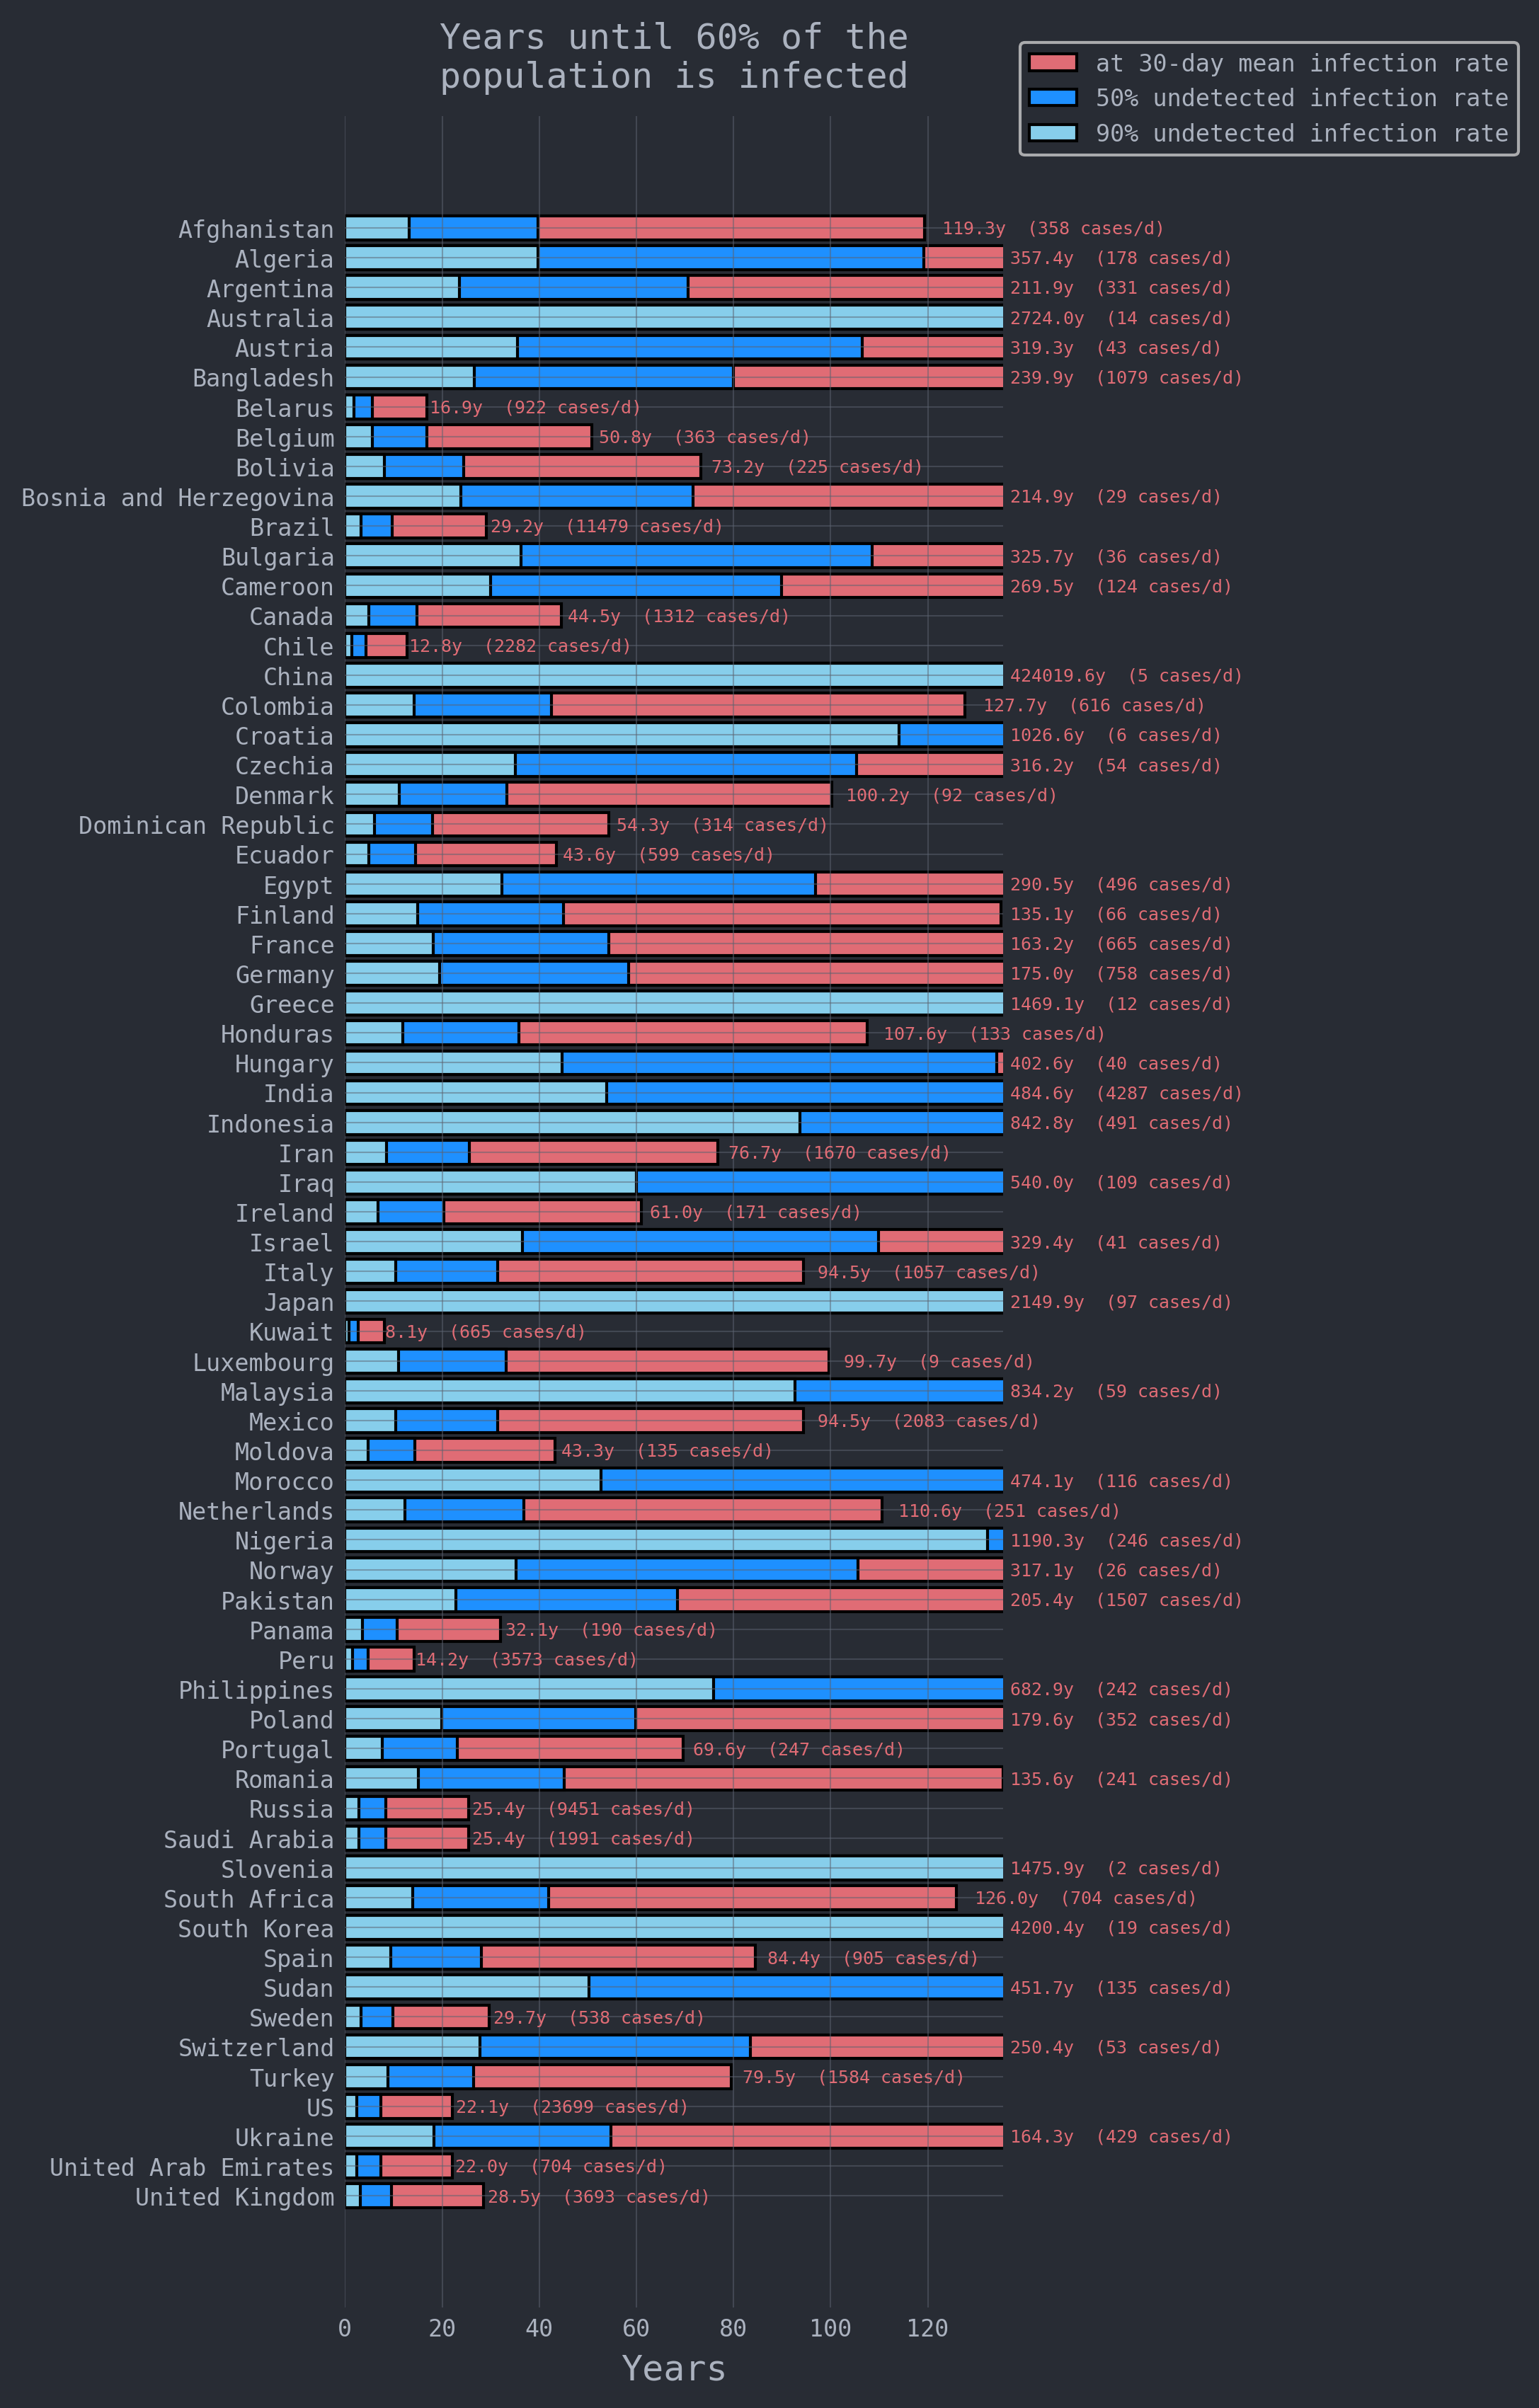 Years until 60% of the
population is infected
at 30-day mean infection rate
50% undetected infection rate
90% undetected infection rate
Afghanistan 119.3y (358 cases/d)
Algeria 357.4y (178 cases/d)
Argentina 211.9y (331 cases/d)
Australia 2724.0y (14 cases/d)
Austria 319.3y (43 cases/d)
Bangladesh 239.9y (1079 cases/d)
Belarus 16.9y (922 cases/d)
Belgium 50.8y (363 cases/d)
Bolivia 73.2y (225 cases/d)
Bosnia and Herzegovina 214.9y (29 cases/d)
Brazil 29.2y (11479 cases/d)
Bulgaria 325.7y (36 cases/d)
Cameroon 269.5y (124 cases/d)
Canada 44.5y (1312 cases/d)
Chile 12.8y (2282 cases/d)
China 424019.6y (5 cases/d)
Colombia 127.7y (616 cases/d)
Croatia 1026.6y (6 cases/d)
Czechia 316.2y (54 cases/d)
Denmark 100.2y (92 cases/d)
Dominican Republic 54.3y (314 cases/d)
Ecuador 43.6y (599 cases/d)
Egypt 290.5y (496 cases/d)
Finland 135.1y (66 cases/d)
France 163.2y (665 cases/d)
Germany 175.0y (758 cases/d)
Greece 1469.1y (12 cases/d)
Honduras 107.6y (133 cases/d)
Hungary 402.6y (40 cases/d)
India 484.6y (4287 cases/d)
Indonesia 842.8y (491 cases/d)
Iran 76.7y (1670 cases/d)
Iraq 540.0y (109 cases/d)
Ireland 61.0y (171 cases/d)
Israel 329.4y (41 cases/d)
Italy 94.5y (1057 cases/d)
Japan 2149.9y (97 cases/d)
Kuwait 8.1y (665 cases/d)
Luxembourg 99.7y (9 cases/d)
Malaysia 834.2y (59 cases/d)
Mexico 94.5y (2083 cases/d)
Moldova 43.3y (135 cases/d)
Morocco 474.1y (116 cases/d)
Netherlands 110.6y (251 cases/d)
Nigeria 1190.3y (246 cases/d)
Norway 317.1y (26 cases/d)
Pakistan 205.4y (1507 cases/d)
Panama 32.1y (190 cases/d)
Peru 14.2y (3573 cases/d)
Philippines 682.9y (242 cases/d)
Poland 179.6y (352 cases/d)
Portugal 69.6y (247 cases/d)
Romania 135.6y (241 cases/d)
Russia 25.4y (9451 cases/d)
Saudi Arabia 25.4y (1991 cases/d)
Slovenia 1475.9y (2 cases/d)
South Africa 126.0y (704 cases/d)
South Korea 4200.4y (19 cases/d)
Spain 84.4y (905 cases/d)
Sudan 451.7y (135 cases/d)
Sweden 29.7y (538 cases/d)
Switzerland 250.4y (53 cases/d)
Turkey 79.5y (1584 cases/d)
US 22.1y (23699 cases/d)
Ukraine 164.3y (429 cases/d)
United Arab Emirates 22.0y (704 cases/d)
United Kingdom 28.5y (3693 cases/d)
0 20 40 60 80 100 120
Years